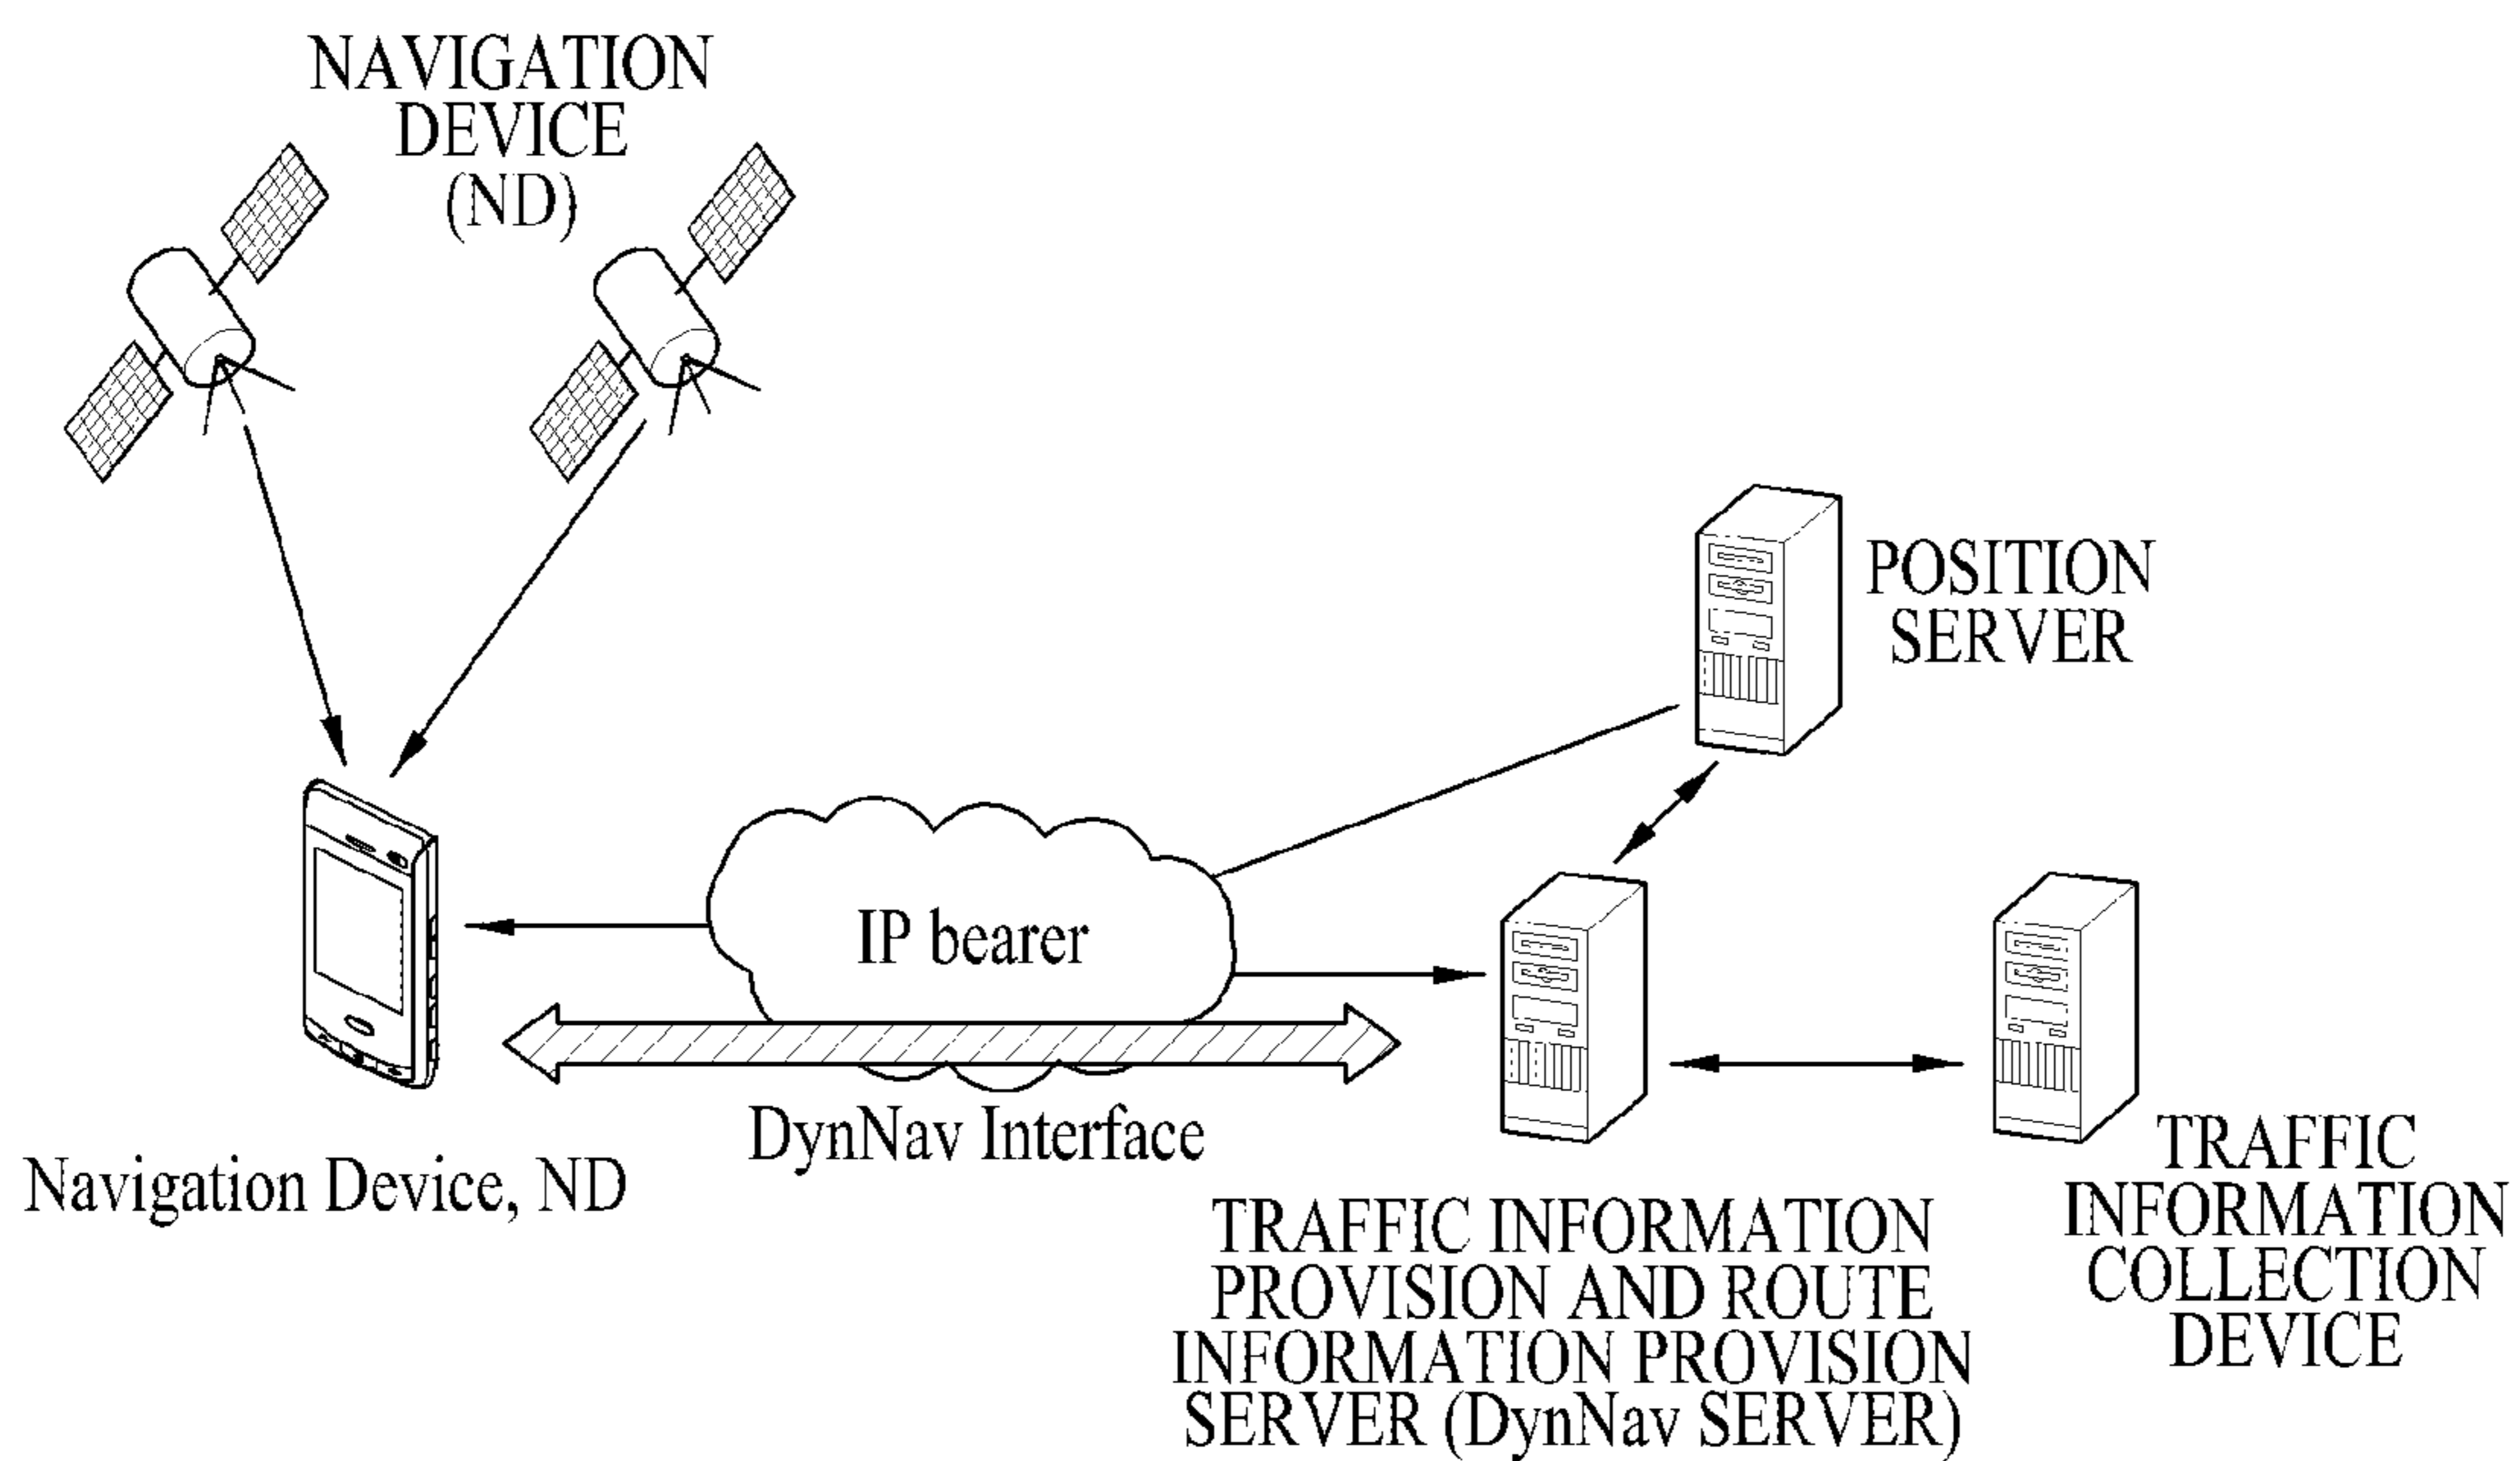 NAVIGATION
DEVICE
(ND)
POSITION
SERVER
IP bearer
DynNav Interface
Navigation Device, ND
TRAFFIC INFORMATION
PROVISION AND ROUTE
INFORMATION PROVISION
SERVER (DynNav SERVER)
TRAFFIC
INFORMATION
COLLECTION
DEVICE